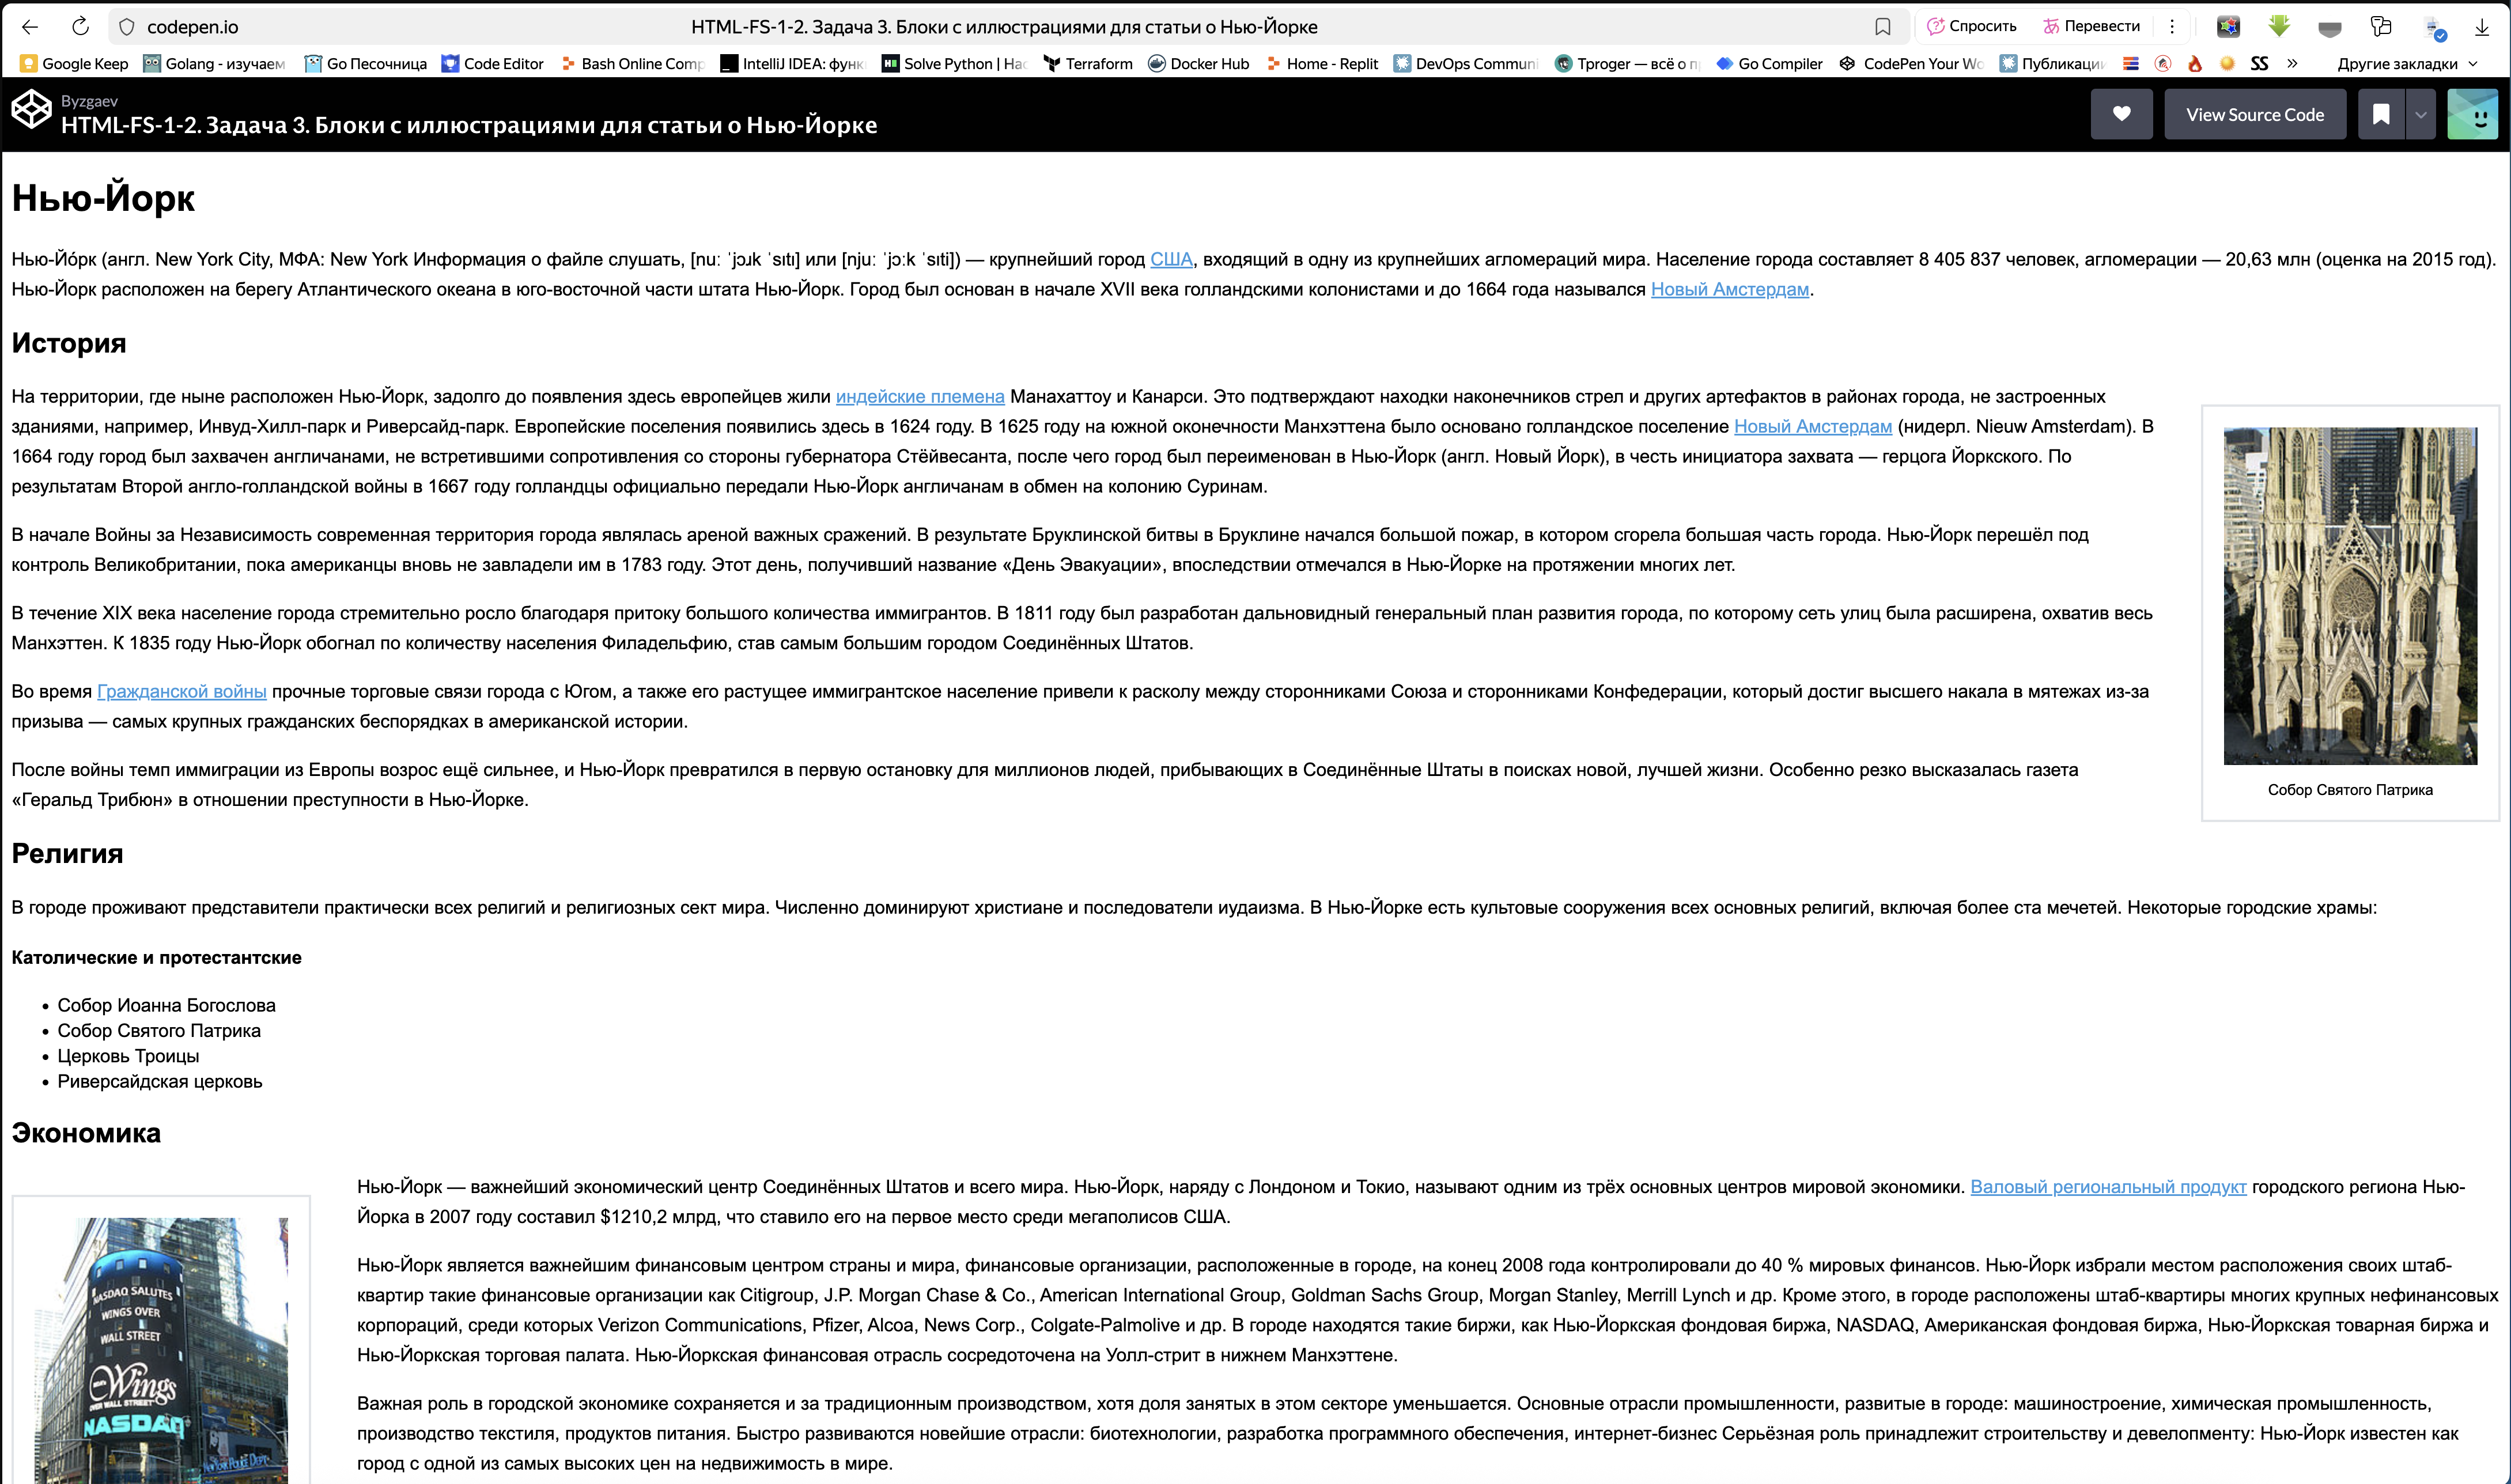 codepen.io
HTML-FS-1-2. Задача 3. Блоки с иллюстрациями для статьи о Нью-Йорке
Спросить
Перевести
Google Keep
Golang - изучаем
Go Песочница
Code Editor
Bash Online Comp
IntelliJ IDEA: функ
Solve Python | Hac
Terraform
Docker Hub
Home - Replit
DevOps Communi
Tproger — всё о п
Go Compiler
CodePen Your Wo
Публикации
SS
»
Другие закладки
Byzgaev
HTML-FS-1-2. Задача 3. Блоки с иллюстрациями для статьи о Нью-Йорке
View Source Code
Нью-Йорк
Нью-Йо́рк (англ. New York City, МФА: New York Информация о файле слушать, [nuː ˈjɔɹk ˈsɪtɪ] или [njuː ˈjɔːk ˈsɪti]) — крупнейший город США, входящий в одну из крупнейших агломераций мира. Население города составляет 8 405 837 человек, агломерации — 20,63 млн (оценка на 2015 год).
Нью-Йорк расположен на берегу Атлантического океана в юго-восточной части штата Нью-Йорк. Город был основан в начале XVII века голландскими колонистами и до 1664 года назывался Новый Амстердам.
История
На территории, где ныне расположен Нью-Йорк, задолго до появления здесь европейцев жили индейские племена Манахаттоу и Канарси. Это подтверждают находки наконечников стрел и других артефактов в районах города, не застроенных
зданиями, например, Инвуд-Хилл-парк и Риверсайд-парк. Европейские поселения появились здесь в 1624 году. В 1625 году на южной оконечности Манхэттена было основано голландское поселение Новый Амстердам (нидерл. Nieuw Amsterdam). В
1664 году город был захвачен англичанами, не встретившими сопротивления со стороны губернатора Стёйвесанта, после чего город был переименован в Нью-Йорк (англ. Новый Йорк), в честь инициатора захвата — герцога Йоркского. По
результатам Второй англо-голландской войны в 1667 году голландцы официально передали Нью-Йорк англичанам в обмен на колонию Суринам.
В начале Войны за Независимость современная территория города являлась ареной важных сражений. В результате Бруклинской битвы в Бруклине начался большой пожар, в котором сгорела большая часть города. Нью-Йорк перешёл под
контроль Великобритании, пока американцы вновь не завладели им в 1783 году. Этот день, получивший название «День Эвакуации», впоследствии отмечался в Нью-Йорке на протяжении многих лет.
В течение XIX века население города стремительно росло благодаря притоку большого количества иммигрантов. В 1811 году был разработан дальновидный генеральный план развития города, по которому сеть улиц была расширена, охватив весь
Манхэттен. К 1835 году Нью-Йорк обогнал по количеству населения Филадельфию, став самым большим городом Соединённых Штатов.
Во время Гражданской войны прочные торговые связи города с Югом, а также его растущее иммигрантское население привели к расколу между сторонниками Союза и сторонниками Конфедерации, который достиг высшего накала в мятежах из-за
призыва — самых крупных гражданских беспорядках в американской истории.
После войны темп иммиграции из Европы возрос ещё сильнее, и Нью-Йорк превратился в первую остановку для миллионов людей, прибывающих в Соединённые Штаты в поисках новой, лучшей жизни. Особенно резко высказалась газета
«Геральд Трибюн» в отношении преступности в Нью-Йорке.
Собор Святого Патрика
Религия
В городе проживают представители практически всех религий и религиозных сект мира. Численно доминируют христиане и последователи иудаизма. В Нью-Йорке есть культовые сооружения всех основных религий, включая более ста мечетей. Некоторые городские храмы:
Католические и протестантские
Собор Иоанна Богослова
Собор Святого Патрика
Церковь Троицы
Риверсайдская церковь
Экономика
Нью-Йорк — важнейший экономический центр Соединённых Штатов и всего мира. Нью-Йорк, наряду с Лондоном и Токио, называют одним из трёх основных центров мировой экономики. Валовый региональный продукт городского региона Нью-
Йорка в 2007 году составил $1210,2 млрд, что ставило его на первое место среди мегаполисов США.
Нью-Йорк является важнейшим финансовым центром страны и мира, финансовые организации, расположенные в городе, на конец 2008 года контролировали до 40 % мировых финансов. Нью-Йорк избрали местом расположения своих штаб-
квартир такие финансовые организации как Citigroup, J.P. Morgan Chase & Co., American International Group, Goldman Sachs Group, Morgan Stanley, Merrill Lynch и др. Кроме этого, в городе расположены штаб-квартиры многих крупных нефинансовых
корпораций, среди которых Verizon Communications, Pfizer, Alcoa, News Corp., Colgate-Palmolive и др. В городе находятся такие биржи, как Нью-Йоркская фондовая биржа, NASDAQ, Американская фондовая биржа, Нью-Йоркская товарная биржа и
Нью-Йоркская торговая палата. Нью-Йоркская финансовая отрасль сосредоточена на Уолл-стрит в нижнем Манхэттене.
Важная роль в городской экономике сохраняется и за традиционным производством, хотя доля занятых в этом секторе уменьшается. Основные отрасли промышленности, развитые в городе: машиностроение, химическая промышленность,
производство текстиля, продуктов питания. Быстро развиваются новейшие отрасли: биотехнологии, разработка программного обеспечения, интернет-бизнес Серьёзная роль принадлежит строительству и девелопменту: Нью-Йорк известен как
город с одной из самых высоких цен на недвижимость в мире.
NASDAQ SALUTES
WINGS OVER
WALL STREET
Wings
OVER WALL STREET
NASDAQ
New York Police Dept